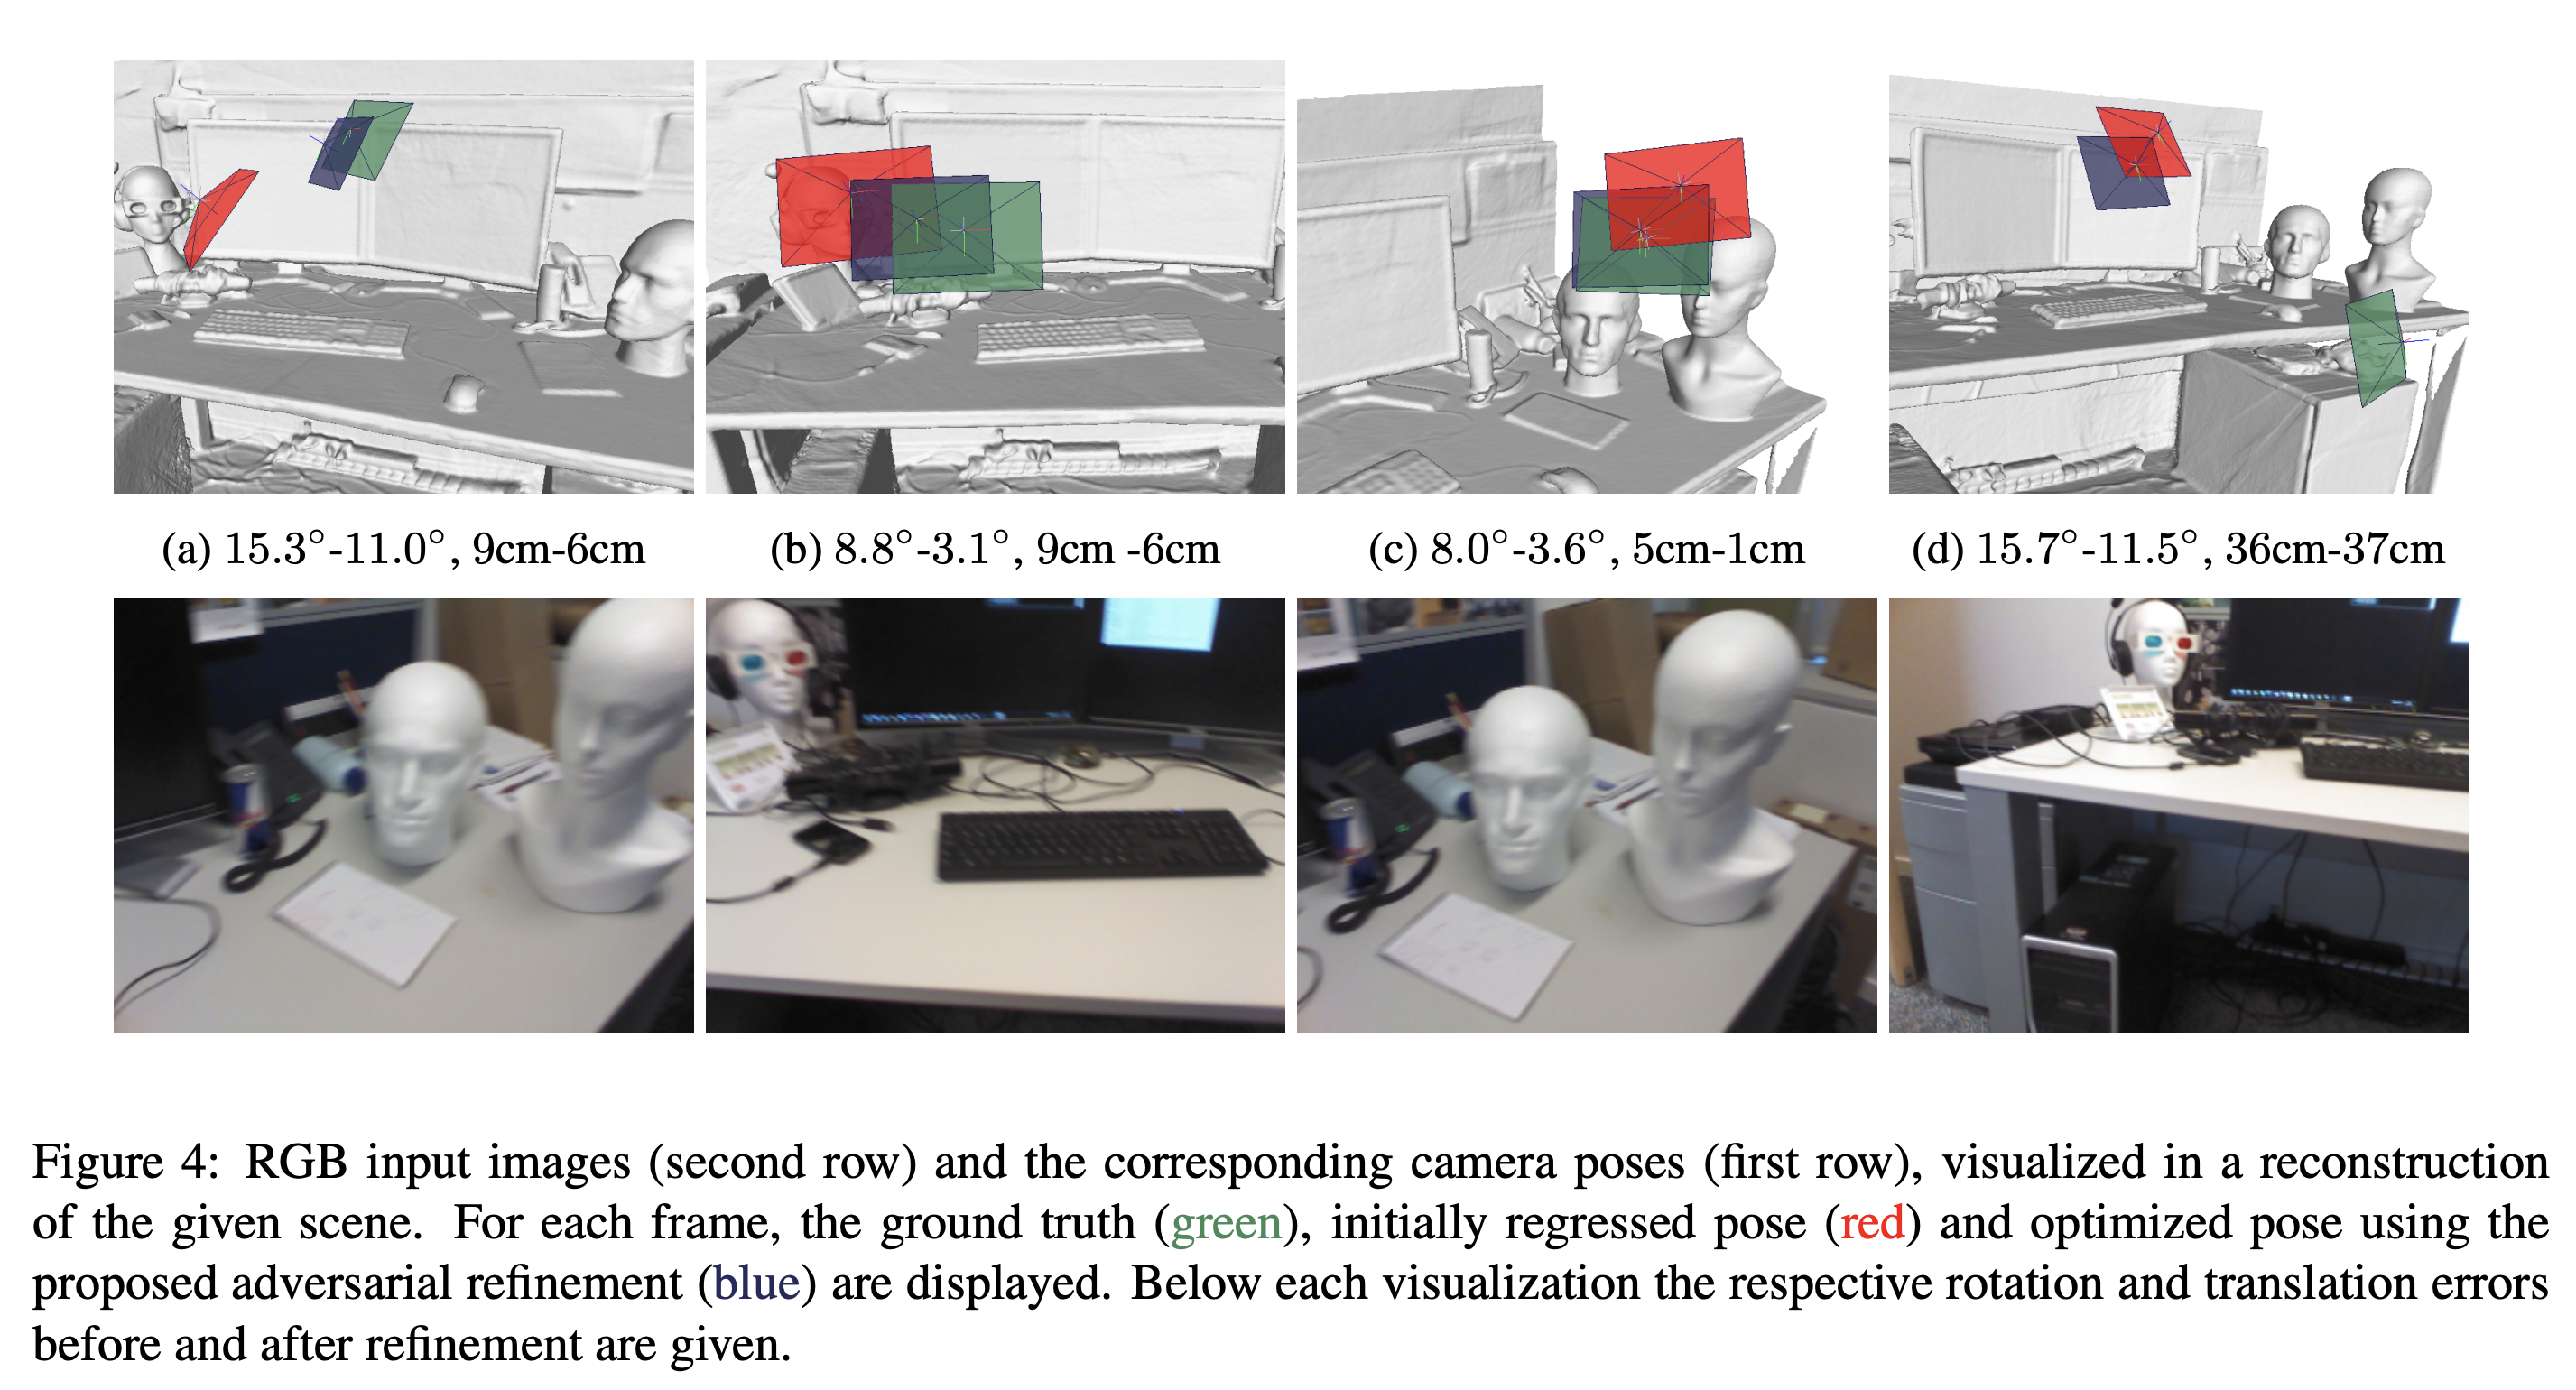 (a) 15.3°-11.0°, 9cm-6cm
(b) 8.8°-3.1°, 9cm -6cm
(c) 8.0°-3.6°, 5cm-1cm
(d) 15.7°-11.5°, 36cm-37cm
Figure 4: RGB input images (second row) and the corresponding camera poses (first row), visualized in a reconstruction
of the given scene. For each frame, the ground truth (green), initially regressed pose (red) and optimized pose using the
proposed adversarial refinement (blue) are displayed. Below each visualization the respective rotation and translation errors
before and after refinement are given.